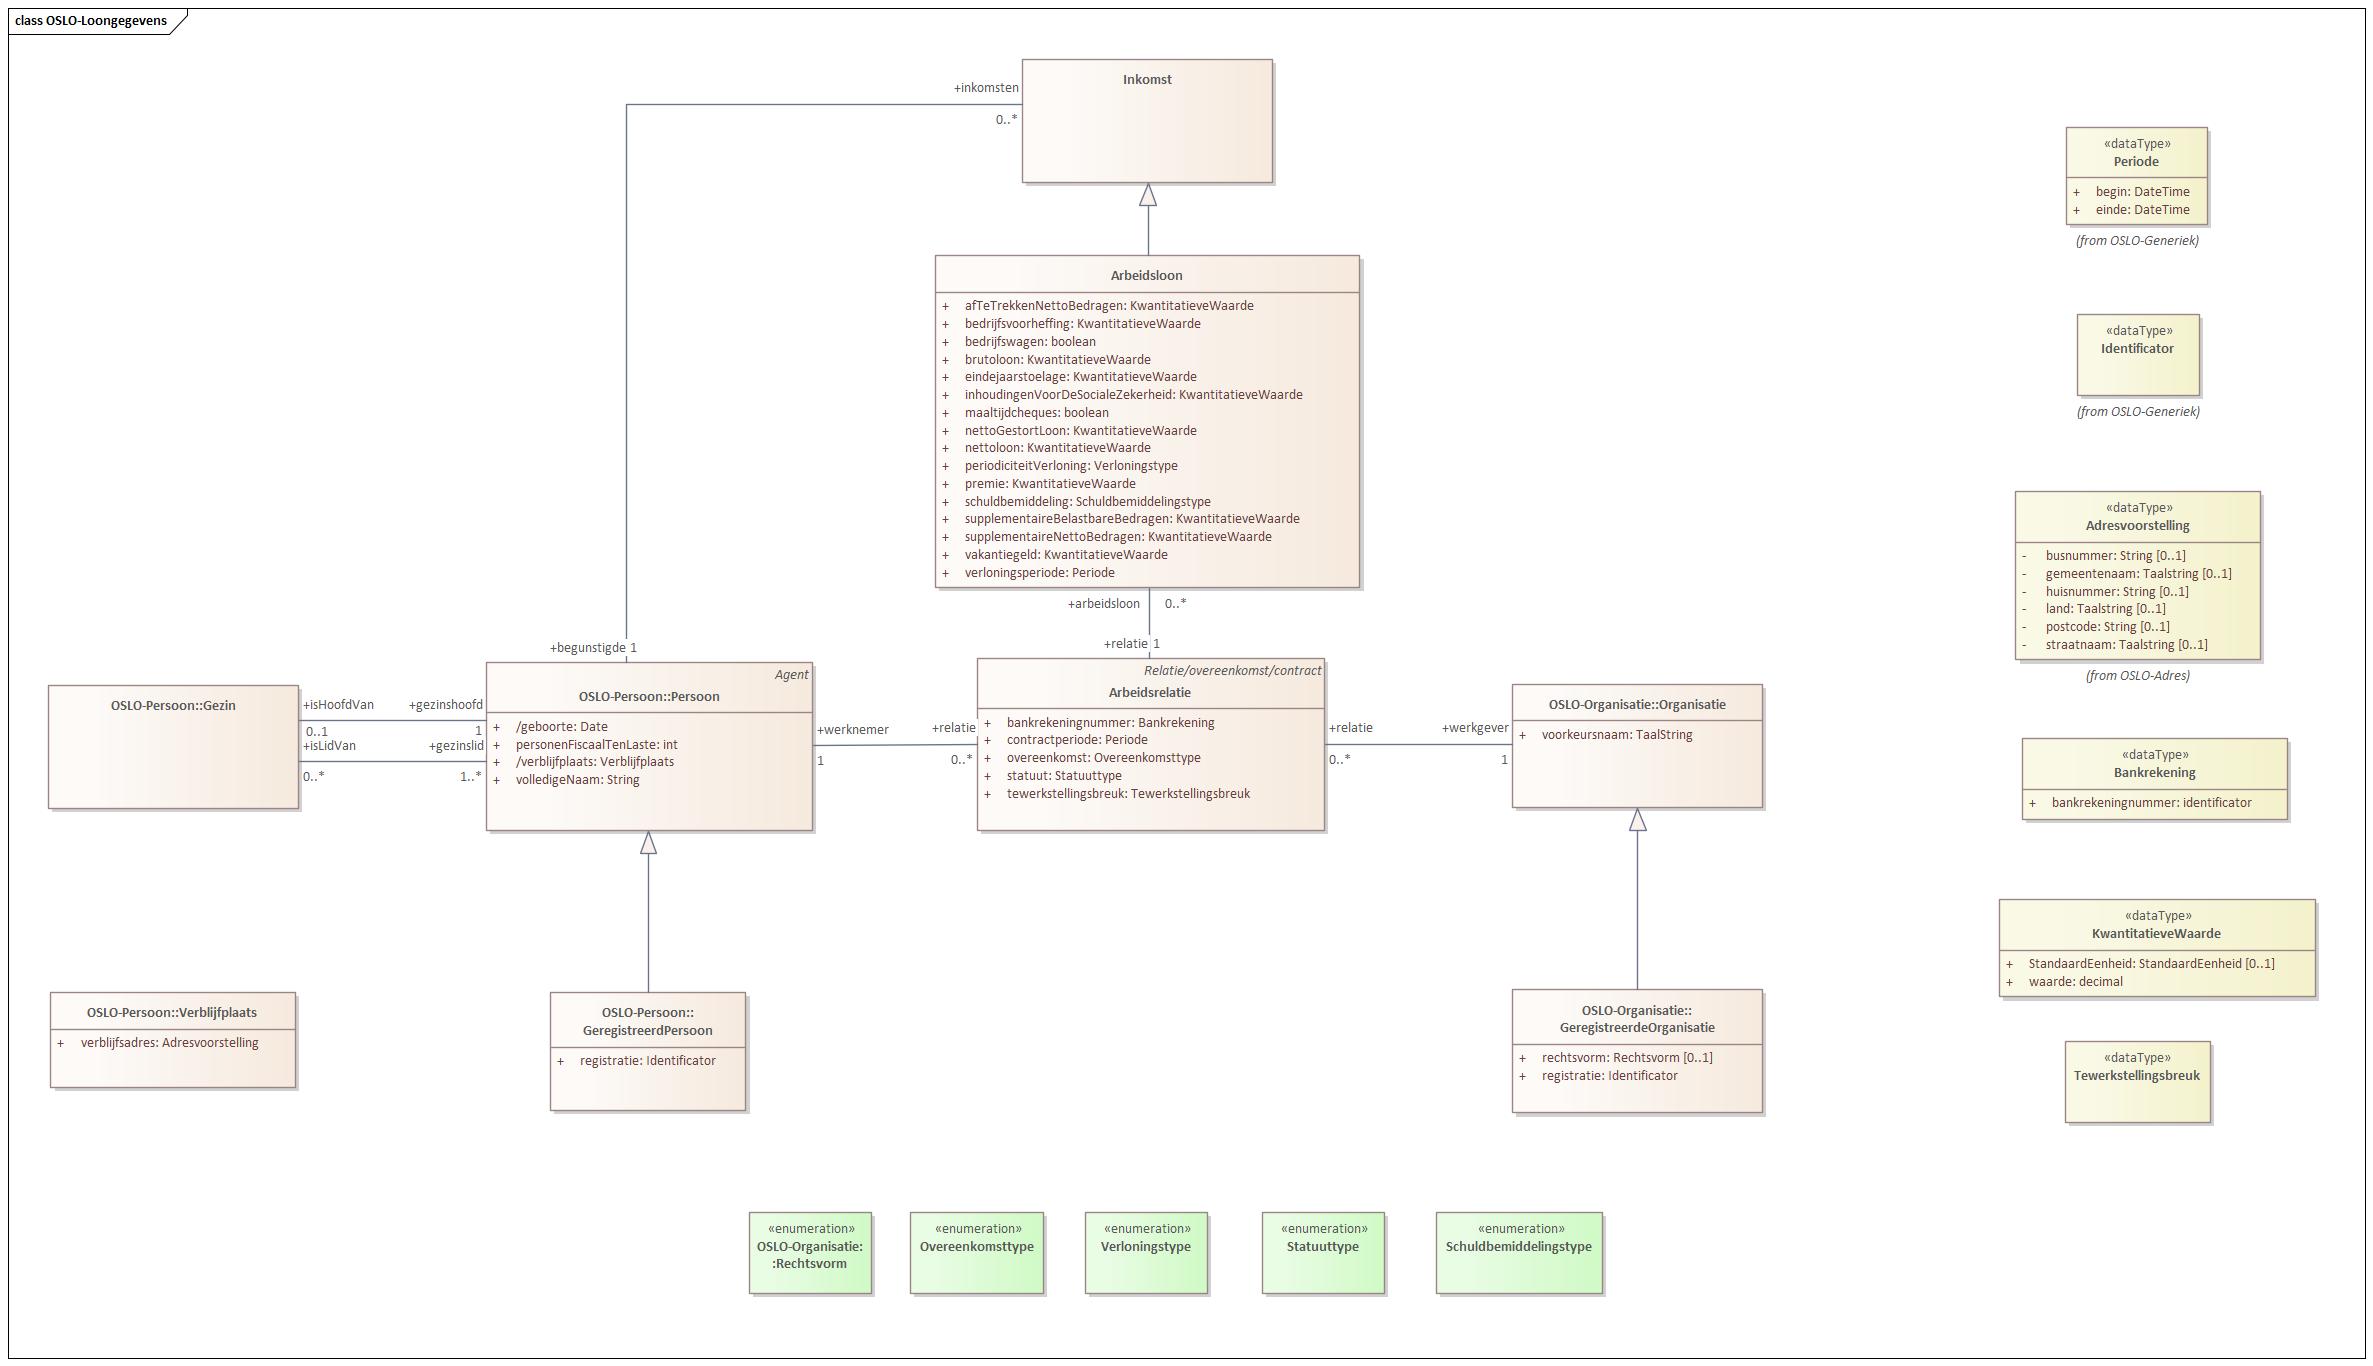 class OSLO-Loongegevens
Inkomst
+inkomsten
0..*
Arbeidsloon
+ afTeTrekkenNettoBedragen: KwantitatieveWaarde
+ bedrijfsvoorheffing: KwantitatieveWaarde
+ bedrijfswagen: boolean
+ brutoloon: KwantitatieveWaarde
+ eindejaarstoelage: KwantitatieveWaarde
+ inhoudingenVoorDeSocialeZekerheid: KwantitatieveWaarde
+ maaltijdcheques: boolean
+ nettoGestortLoon: KwantitatieveWaarde
+ nettoloon: KwantitatieveWaarde
+ periodiciteitVerloning: Verloningstype
+ premie: KwantitatieveWaarde
+ schuldbemiddeling: Schuldbemiddelingstype
+ supplementaireBelastbareBedragen: KwantitatieveWaarde
+ supplementaireNettoBedragen: KwantitatieveWaarde
+ vakantiegeld: KwantitatieveWaarde
+ verloningsperiode: Periode
+arbeidsloon 0..*
+relatie 1
+begunstigde 1
OSLO-Persoon::Gezin
+isHoofdVan +gezinshoofd
0..1 1
+isLidVan +gezinslid
0..* 1..*
Agent
OSLO-Persoon::Persoon
+ /geboorte: Date
+ personenFiscaalTenLaste: int
+ /verblijfplaats: Verblijfplaats
+ volledigeNaam: String
+werknemer +relatie
1 0..*
Relatie/overeenkomst/contract
Arbeidsrelatie
+ bankrekeningnummer: Bankrekening
+ contractperiode: Periode
+ overeenkomst: Overeenkomsttype
+ statuut: Statuuttype
+ tewerkstellingsbreuk: Tewerkstellingsbreuk
+relatie +werkgever
0..* 1
OSLO-Organisatie::Organisatie
+ voorkeursnaam: TaalString
OSLO-Persoon::Verblijfplaats
+ verblijfsadres: Adresvoorstelling
OSLO-Persoon::
GeregistreerdPersoon
+ registratie: Identificator
OSLO-Organisatie::
GeregistreerdeOrganisatie
+ rechtsvorm: Rechtsvorm [0..1]
+ registratie: Identificator
«dataType»
Periode
+ begin: DateTime
+ einde: DateTime
(from OSLO-Generiek)
«dataType»
Identificator
(from OSLO-Generiek)
«dataType»
Adresvoorstelling
- busnummer: String [0..1]
- gemeentenaam: Taalstring [0..1]
- huisnummer: String [0..1]
- land: Taalstring [0..1]
- postcode: String [0..1]
- straatnaam: Taalstring [0..1]
(from OSLO-Adres)
«dataType»
Bankrekening
+ bankrekeningnummer: identificator
«dataType»
KwantitatieveWaarde
+ StandaardEenheid: StandaardEenheid [0..1]
+ waarde: decimal
«dataType»
Tewerkstellingsbreuk
«enumeration»
OSLO-Organisatie:
:Rechtsvorm
«enumeration»
Overeenkomsttype
«enumeration»
Verloningstype
«enumeration»
Statuuttype
«enumeration»
Schuldbemiddelingstype